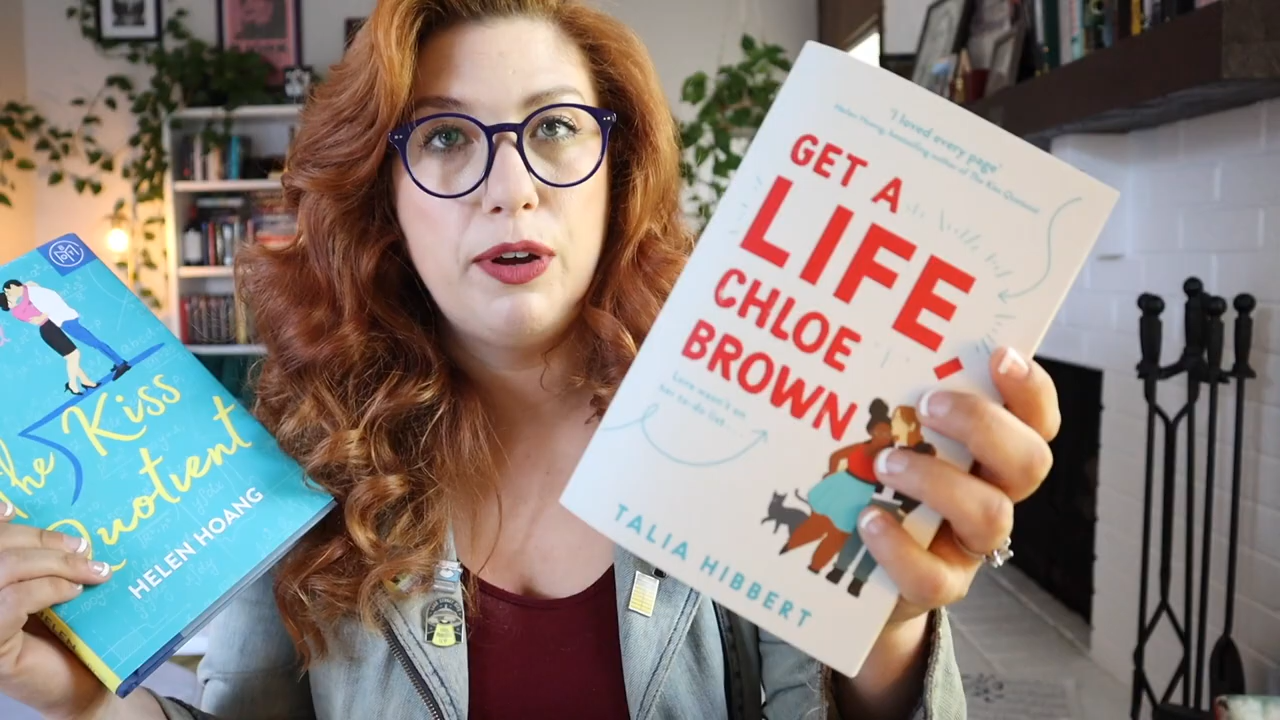 The Kiss
Quotient
HELEN HOANG
HELEN
'I loved every page'
Helen Hoang, bestselling author of The Kiss Quotient
GET A
LIFE,
CHLOE
BROWN
Love wasn't on
her to-do list . . .
TALIA HIBBERT